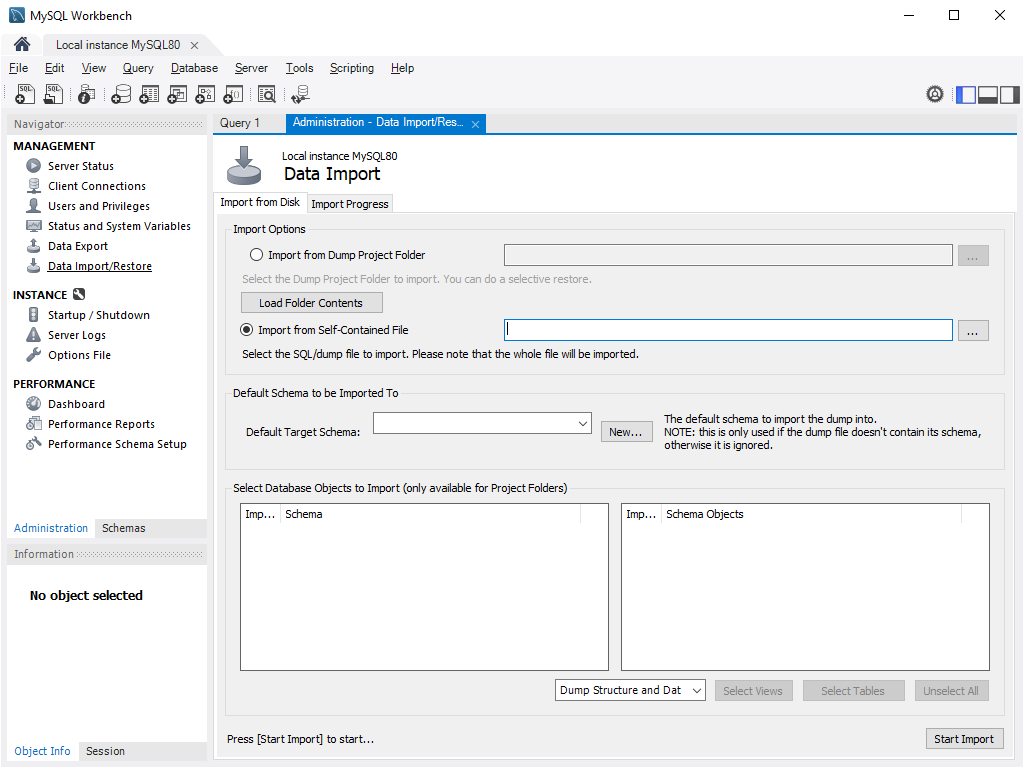 MySQL Workbench
Local instance MySQL80
File Edit View Query Database Server Tools Scripting Help
SQL SQL
Navigator
MANAGEMENT
Server Status
Client Connections
Users and Privileges
Status and System Variables
Data Export
Data Import/Restore
INSTANCE
Startup / Shutdown
Server Logs
Options File
PERFORMANCE
Dashboard
Performance Reports
Performance Schema Setup
Administration Schemas
Information
No object selected
Object Info Session
Query 1 Administration - Data Import/Res...
Local instance MySQL80
Data Import
Import from Disk Import Progress
Import Options
Import from Dump Project Folder ...
Select the Dump Project Folder to import. You can do a selective restore.
Load Folder Contents
Import from Self-Contained File ...
Select the SQL/dump file to import. Please note that the whole file will be imported.
Default Schema to be Imported To
Default Target Schema: New...
The default schema to import the dump into.
NOTE: this is only used if the dump file doesn't contain its schema,
otherwise it is ignored.
Select Database Objects to Import (only available for Project Folders)
Imp... Schema Imp... Schema Objects
Dump Structure and Dat Select Views Select Tables Unselect All
Press [Start Import] to start... Start Import